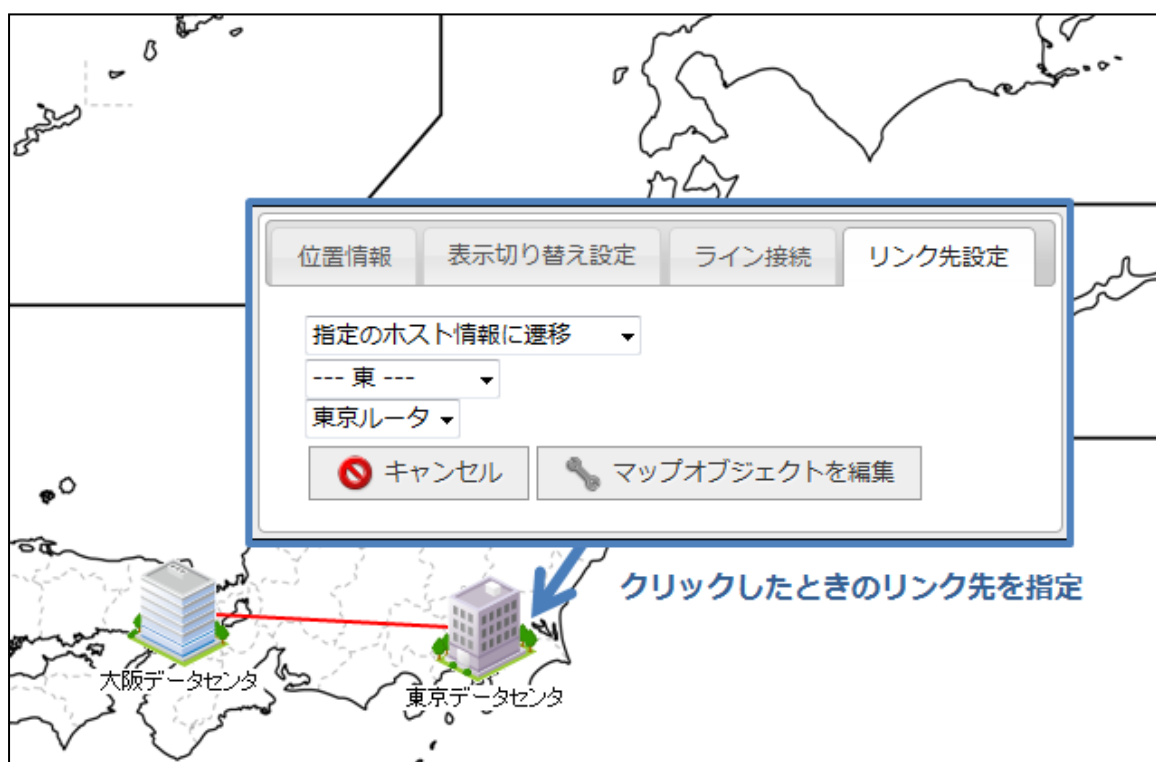 位置情報
表示切り替え設定
ライン接続
リンク先設定
指定のホスト情報に遷移
--- 東 ---
東京ルータ
キャンセル
マップオブジェクトを編集
クリックしたときのリンク先を指定
大阪データセンタ
東京データセンタ